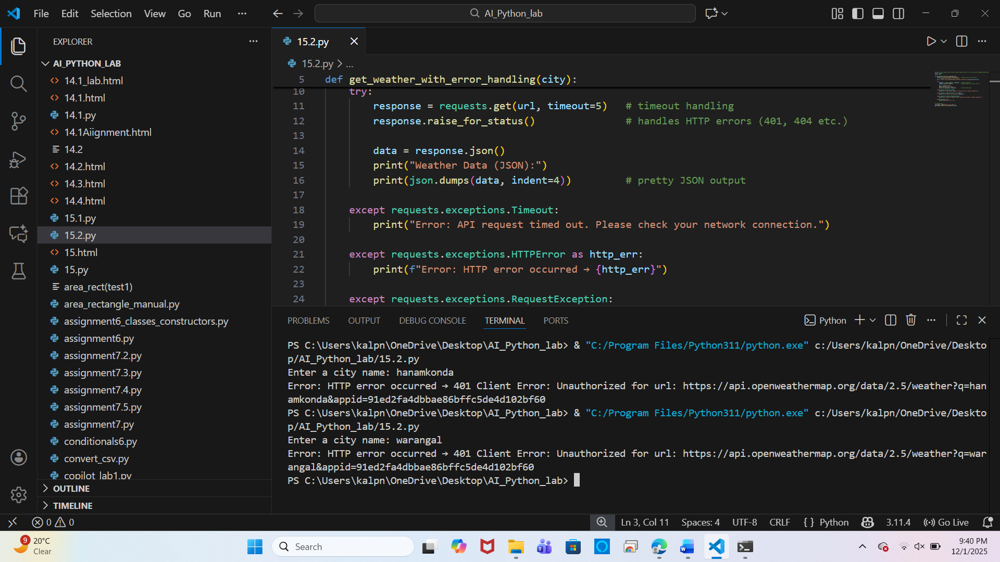 File Edit Selection View Go Run ··· AI_Python_lab
EXPLORER ···
15.2.py
AI_PYTHON_LAB
14.1_lab.html
14.1.html
14.1.py
14.1Aiignment.html
14.2
14.2.html
14.3.html
14.4.html
15.1.py
15.2.py
15.html
15.py
area_rect(test1)
area_rectangle_manual.py
assignment6_classes_constructors.py
assignment6.py
assignment7.2.py
assignment7.3.py
assignment7.4.py
assignment7.5.py
assignment7.py
conditionals6.py
convert_csv.py
copilot_lab1.py
OUTLINE
TIMELINE
15.2.py > ...
5 def get_weather_with_error_handling(city):
10 try:
11 response = requests.get(url, timeout=5) # timeout handling
12 response.raise_for_status() # handles HTTP errors (401, 404 etc.)
13
14 data = response.json()
15 print("Weather Data (JSON):")
16 print(json.dumps(data, indent=4)) # pretty JSON output
17
18 except requests.exceptions.Timeout:
19 print("Error: API request timed out. Please check your network connection.")
20
21 except requests.exceptions.HTTPError as http_err:
22 print(f"Error: HTTP error occurred → {http_err}")
23
24 except requests.exceptions.RequestException:
PROBLEMS OUTPUT DEBUG CONSOLE TERMINAL PORTS Python
PS C:\Users\kalpn\OneDrive\Desktop\AI_Python_lab> & "C:/Program Files/Python311/python.exe" c:/Users/kalpn/OneDrive/Deskto
p/AI_Python_lab/15.2.py
Enter a city name: hanamkonda
Error: HTTP error occurred → 401 Client Error: Unauthorized for url: https://api.openweathermap.org/data/2.5/weather?q=han
amkonda&appid=91ed2fa4dbbae86bffc5de4d102bf60
PS C:\Users\kalpn\OneDrive\Desktop\AI_Python_lab> & "C:/Program Files/Python311/python.exe" c:/Users/kalpn/OneDrive/Deskto
p/AI_Python_lab/15.2.py
Enter a city name: warangal
Error: HTTP error occurred → 401 Client Error: Unauthorized for url: https://api.openweathermap.org/data/2.5/weather?q=war
angal&appid=91ed2fa4dbbae86bffc5de4d102bf60
PS C:\Users\kalpn\OneDrive\Desktop\AI_Python_lab>
0 0 Ln 3, Col 11 Spaces: 4 UTF-8 CRLF { } Python 3.11.4 Go Live
9 20°C
Clear
Search
9:40 PM
12/1/2025